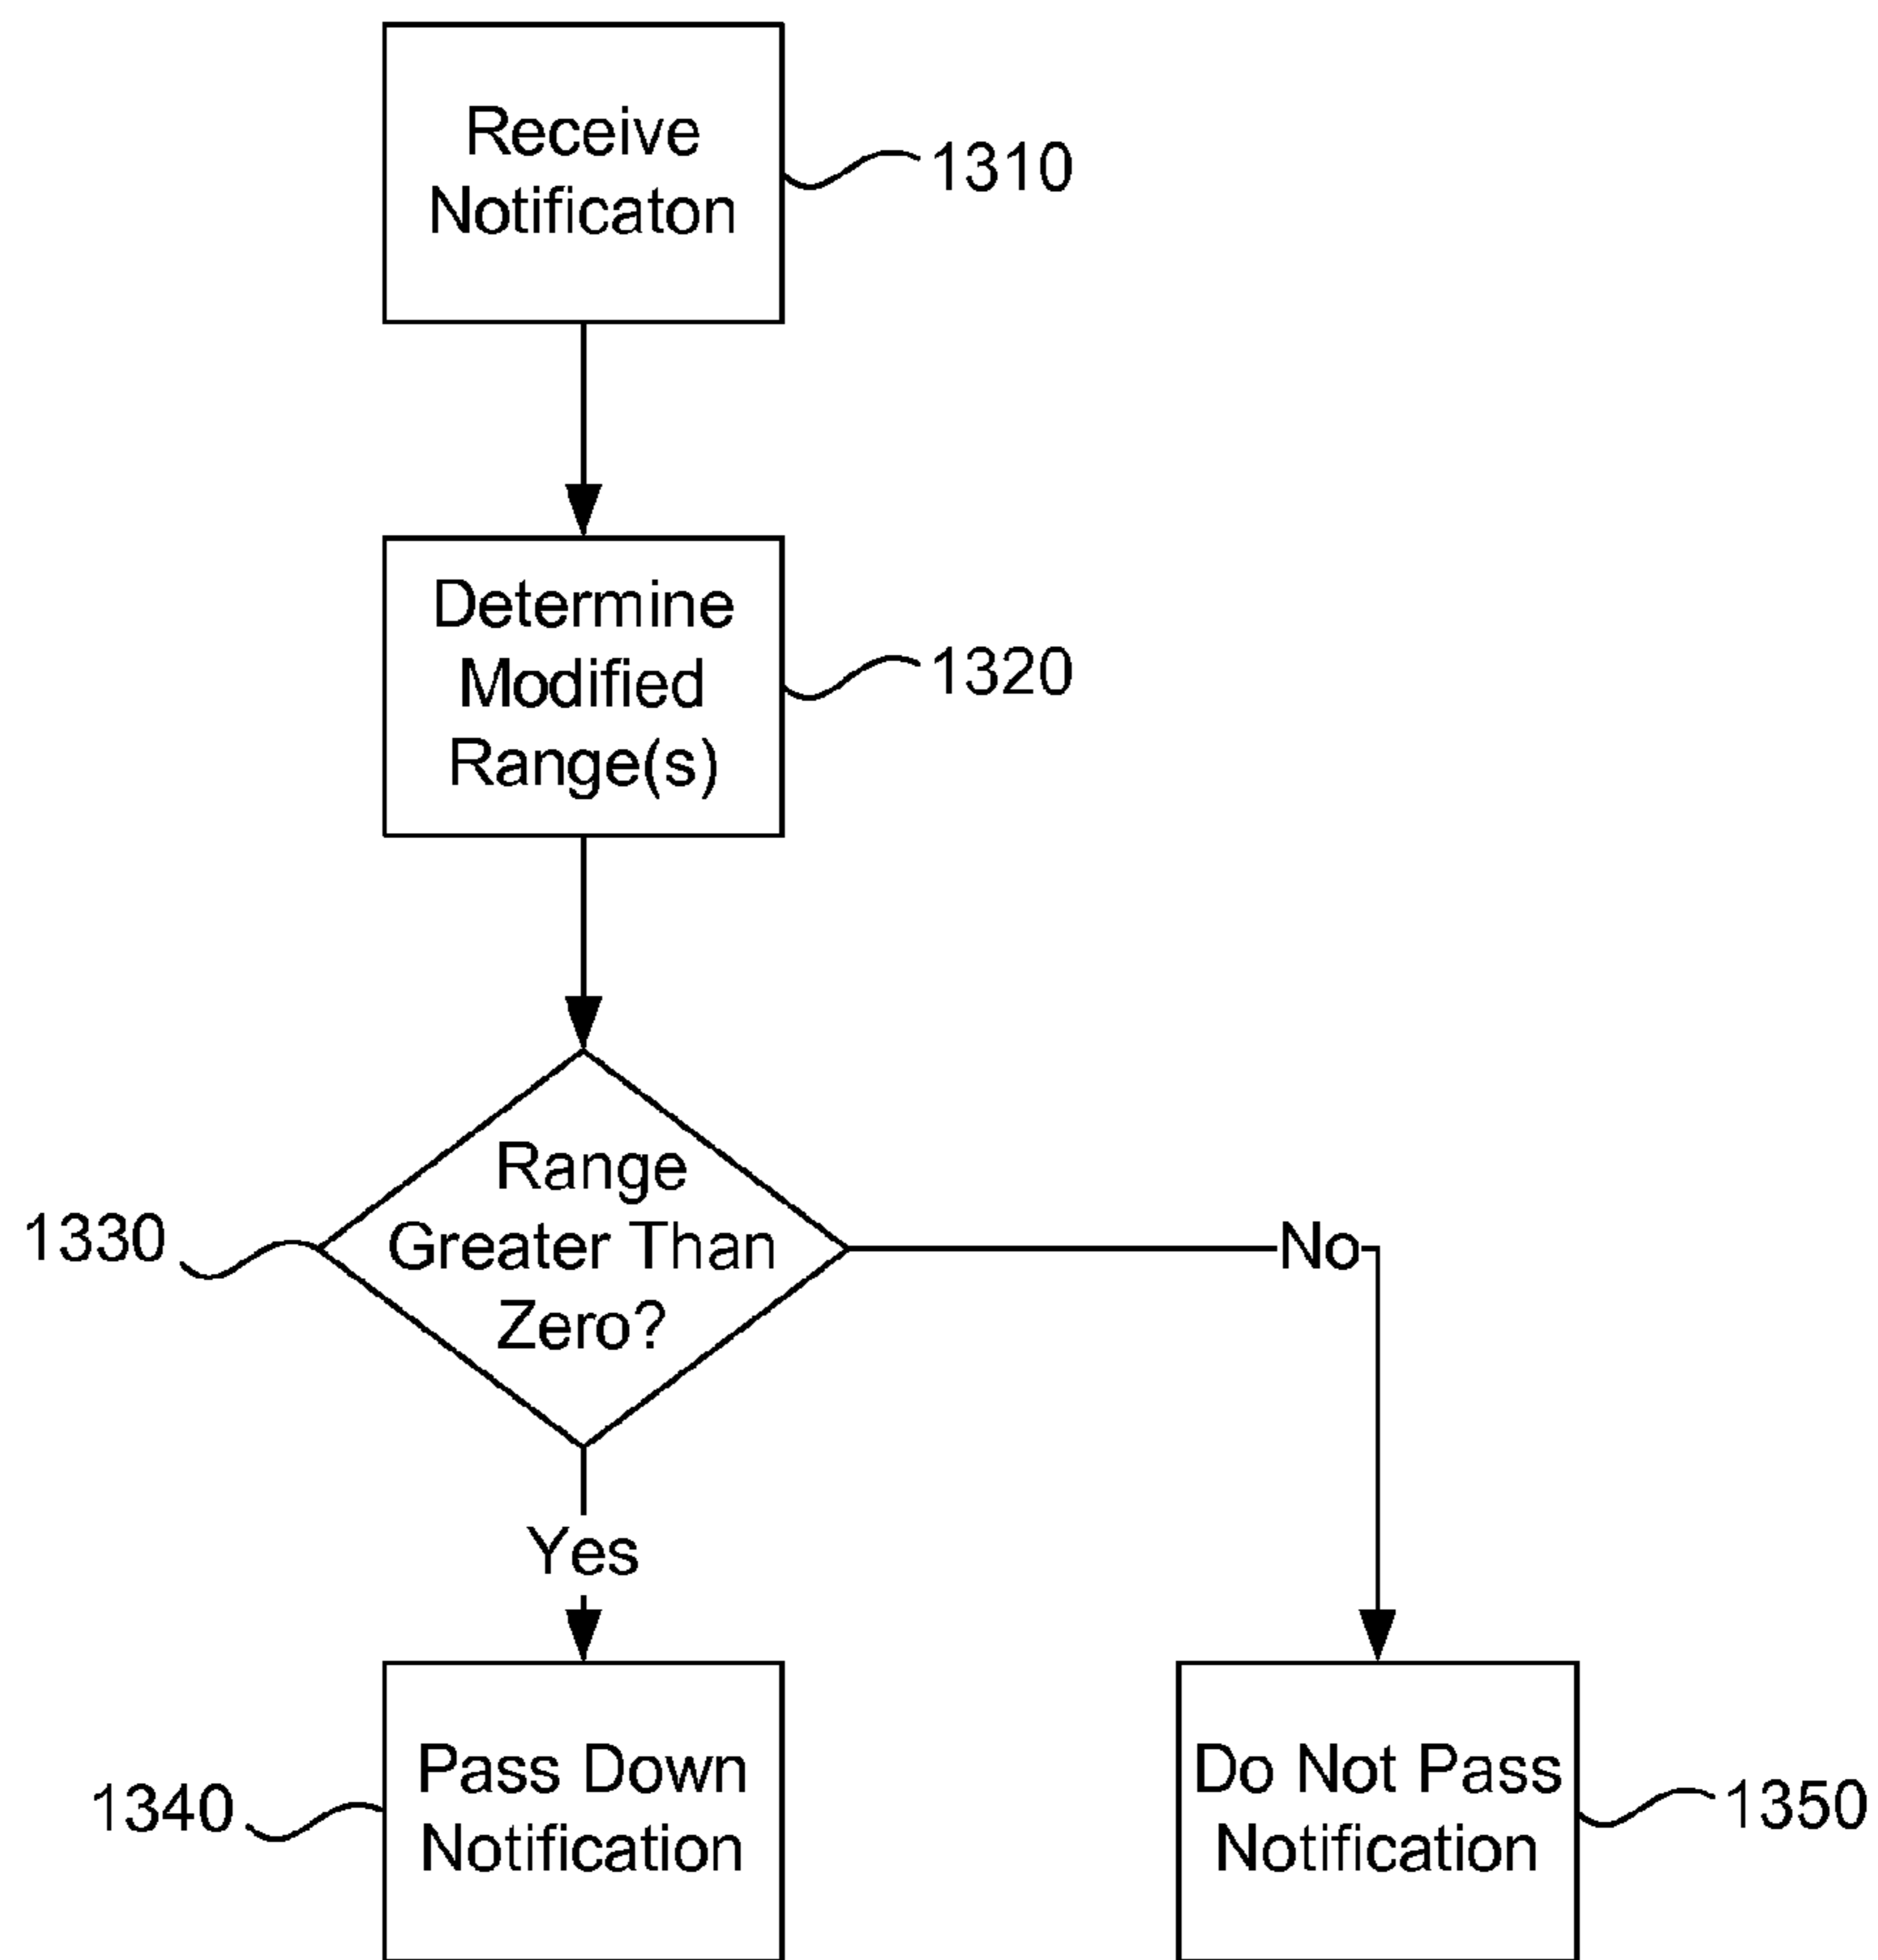 Receive
Notificaton
1310
Determine
Modified
Range(s)
1320
Range
Greater Than
Zero?
1330
No
Yes
Pass Down
Notification
1340
Do Not Pass
Notification
1350